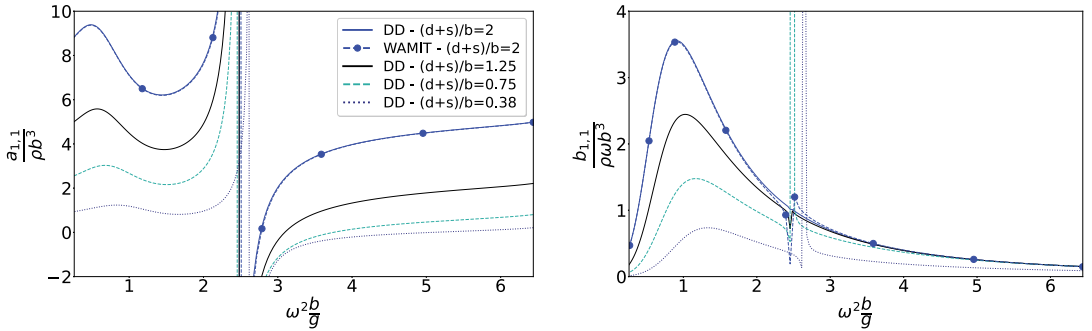 10
8
6
4
2
0
−2
1 2 3 4 5 6
a1,1
ρb³
ω² b
g
DD - (d+s)/b=2
WAMIT - (d+s)/b=2
DD - (d+s)/b=1.25
DD - (d+s)/b=0.75
DD - (d+s)/b=0.38
4
3
2
1
0
1 2 3 4 5 6
b1,1
ρωb³
ω² b
g